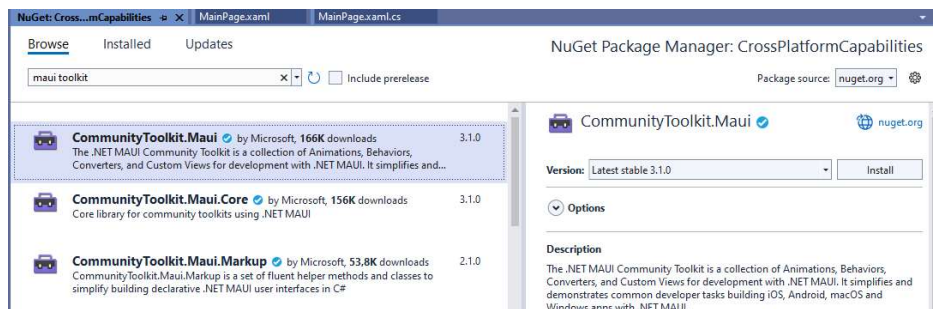 NuGet: Cross...mCapabilities
MainPage.xaml
MainPage.xaml.cs
Browse
Installed
Updates
NuGet Package Manager: CrossPlatformCapabilities
maui toolkit
Include prerelease
Package source: nuget.org
CommunityToolkit.Maui by Microsoft, 166K downloads
3.1.0
The .NET MAUI Community Toolkit is a collection of Animations, Behaviors,
Converters, and Custom Views for development with .NET MAUI. It simplifies and...
CommunityToolkit.Maui.Core by Microsoft, 156K downloads
3.1.0
Core library for community toolkits using .NET MAUI
CommunityToolkit.Maui.Markup by Microsoft, 53,8K downloads
2.1.0
CommunityToolkit.Maui.Markup is a set of fluent helper methods and classes to
simplify building declarative .NET MAUI user interfaces in C#
CommunityToolkit.Maui
nuget.org
Version: Latest stable 3.1.0
Install
Options
Description
The .NET MAUI Community Toolkit is a collection of Animations, Behaviors,
Converters, and Custom Views for development with .NET MAUI. It simplifies and
demonstrates common developer tasks building iOS, Android, macOS and
Windows apps with .NET MAUI.